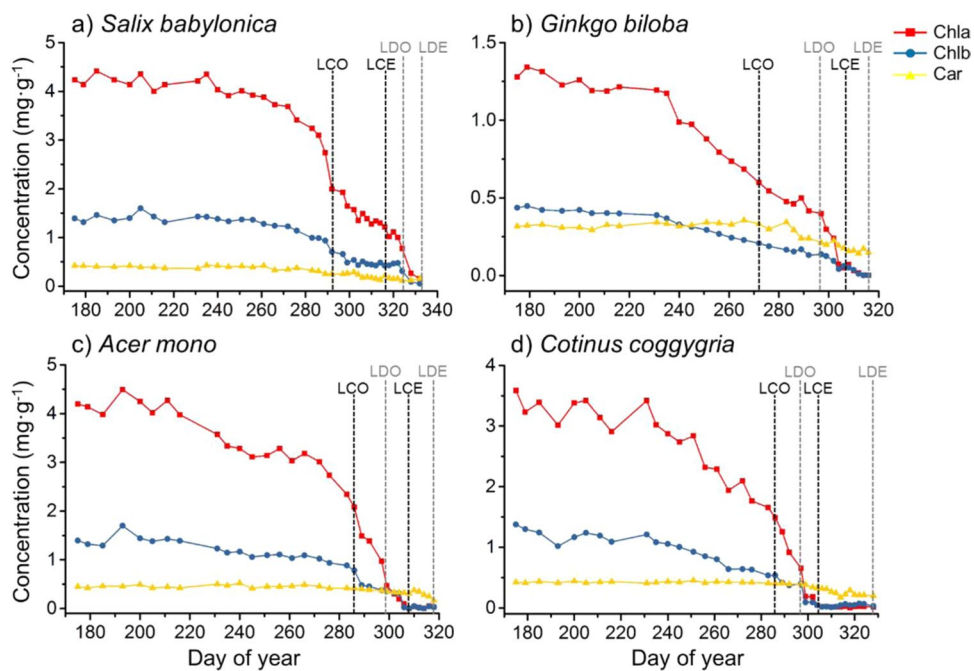 a) Salix babylonica
b) Ginkgo biloba
Chla
Chlb
Car
LDO LDE
LCO LCE
LDO LDE
LCO LCE
Concentration (mg·g⁻¹)
5
4
3
2
1
0
180 200 220 240 260 280 300 320 340
1.5
1.0
0.5
0.0
180 200 220 240 260 280 300 320
c) Acer mono
d) Cotinus coggygria
LDO LDE
LCO LCE
LDO LDE
LCO LCE
Concentration (mg·g⁻¹)
5
4
3
2
1
0
180 200 220 240 260 280 300 320
Day of year
4
3
2
1
0
180 200 220 240 260 280 300 320
Day of year